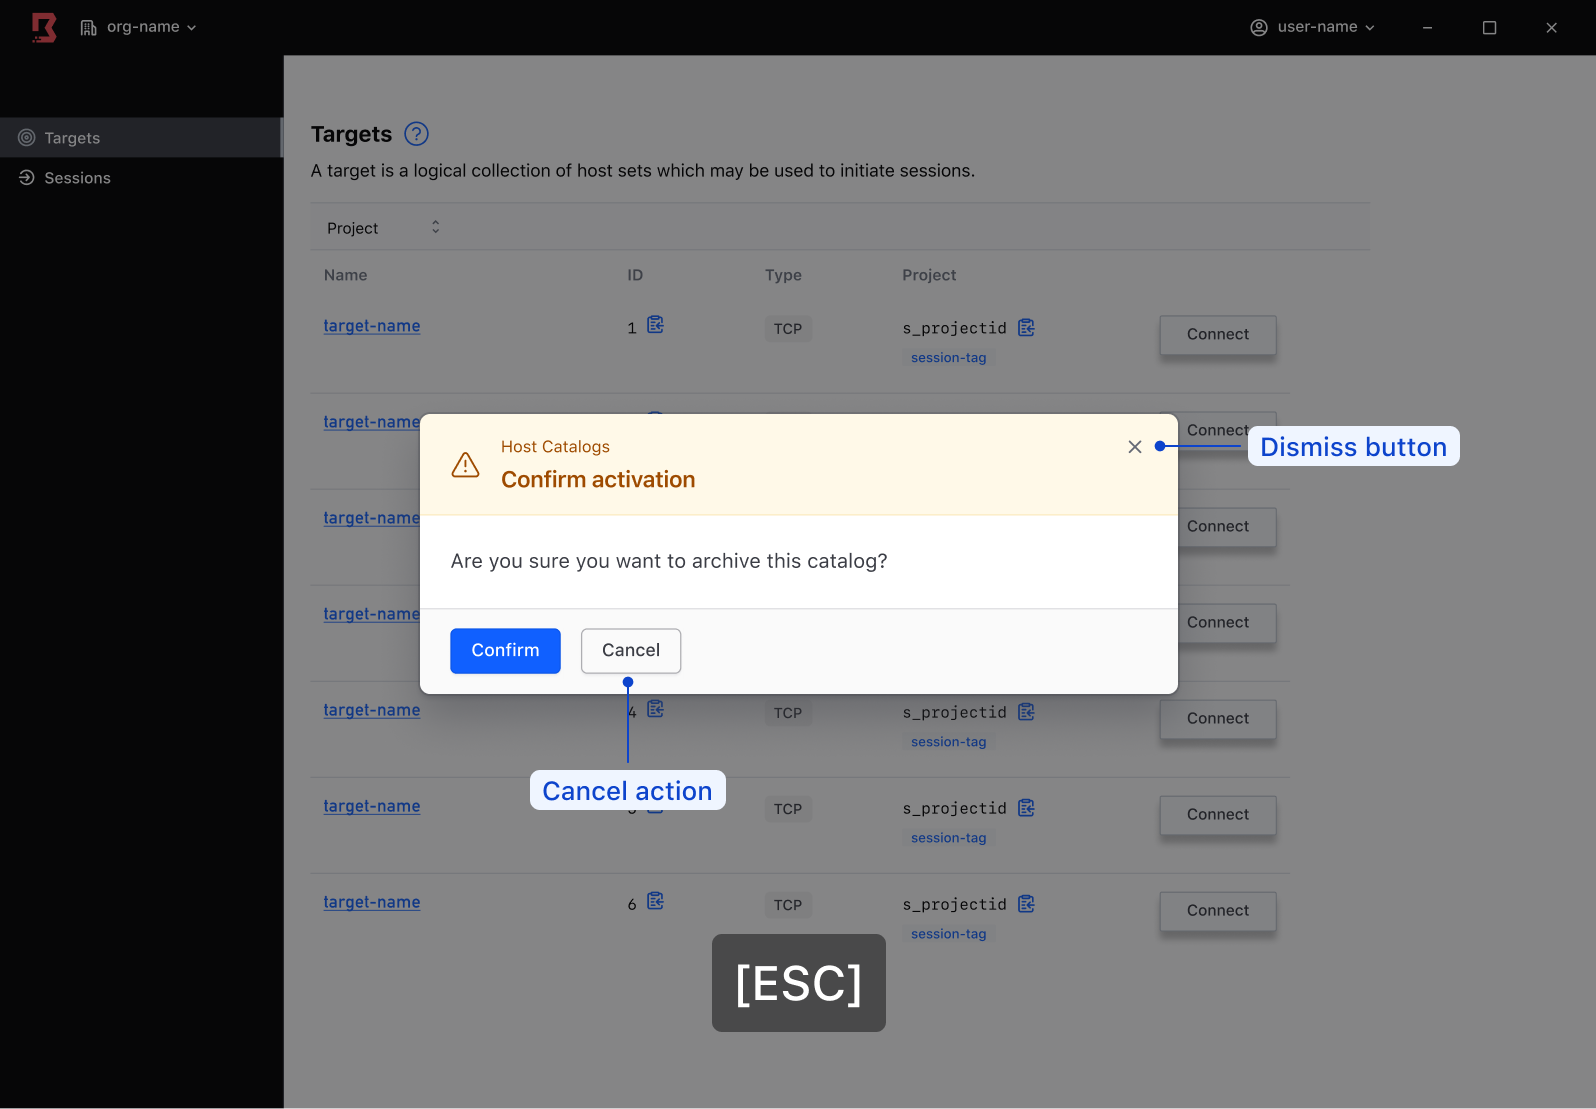 org-name
user-name
Targets
Sessions
Targets ?
A target is a logical collection of host sets which may be used to initiate sessions.
Project
Name ID Type Project
target-name 1 TCP s_projectid Connect
session-tag
target-name Connect
target-name Connect
target-name Connect
Host Catalogs
Confirm activation
Dismiss button
Are you sure you want to archive this catalog?
Confirm Cancel
target-name 4 TCP s_projectid Connect
session-tag
Cancel action
target-name TCP s_projectid Connect
session-tag
target-name 6 TCP s_projectid Connect
session-tag
[ESC]